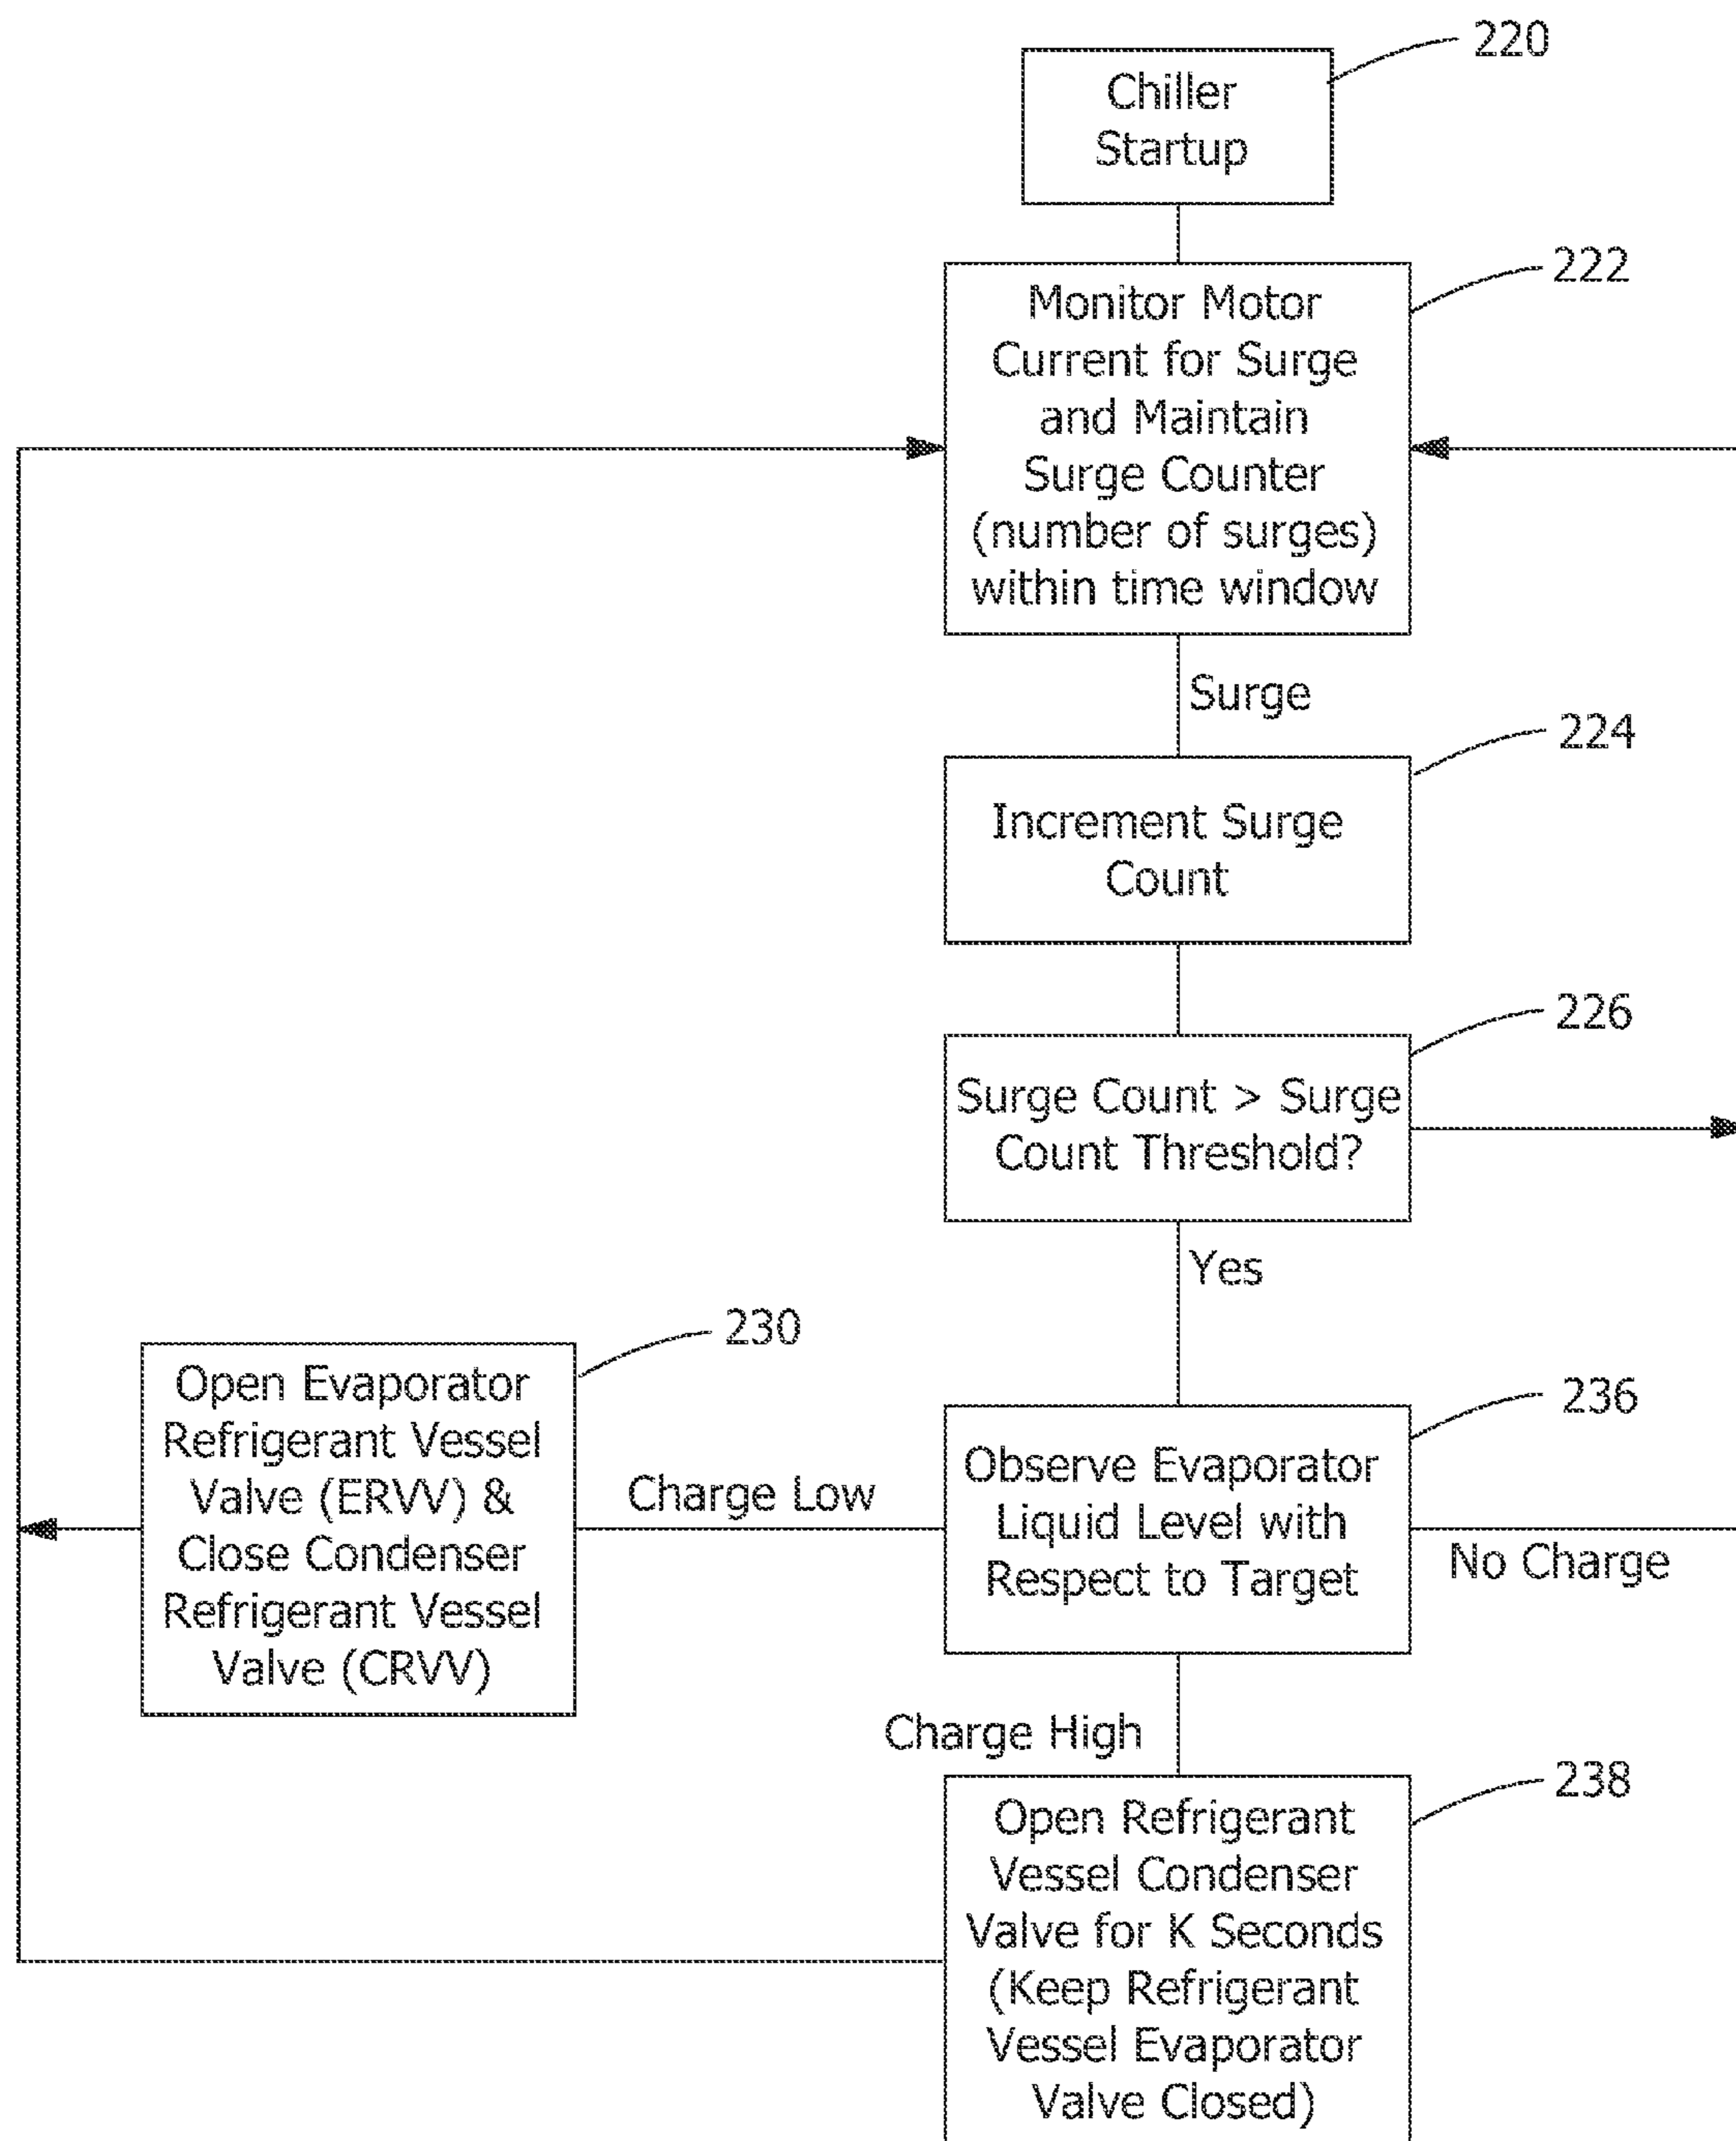 220
Chiller
Startup
222
Monitor Motor
Current for Surge
and Maintain
Surge Counter
(number of surges)
within time window
Surge
224
Increment Surge
Count
226
Surge Count > Surge
Count Threshold?
Yes
230
Open Evaporator
Refrigerant Vessel
Valve (ERVV) &
Close Condenser
Refrigerant Vessel
Valve (CRVV)
Charge Low
236
Observe Evaporator
Liquid Level with
Respect to Target
No Charge
Charge High
238
Open Refrigerant
Vessel Condenser
Valve for K Seconds
(Keep Refrigerant
Vessel Evaporator
Valve Closed)